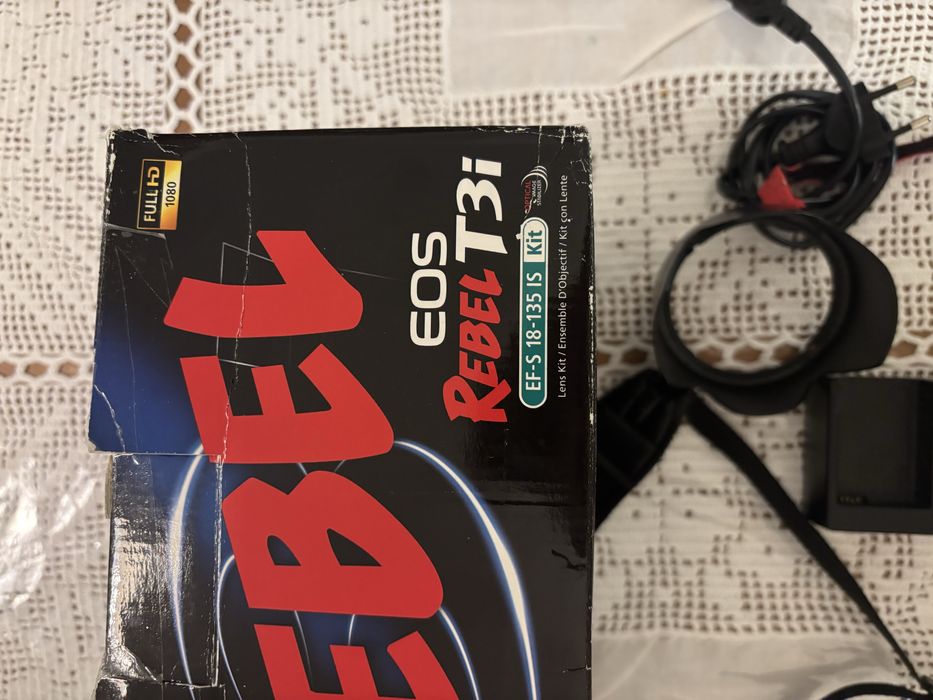 FULL HD
1080
EBEL
EOS
REBEL T3i
OPTICAL
IMAGE
STABILIZER
EF-S 18-135 IS Kit
Lens Kit / Ensemble D'Objectif / Kit con Lente